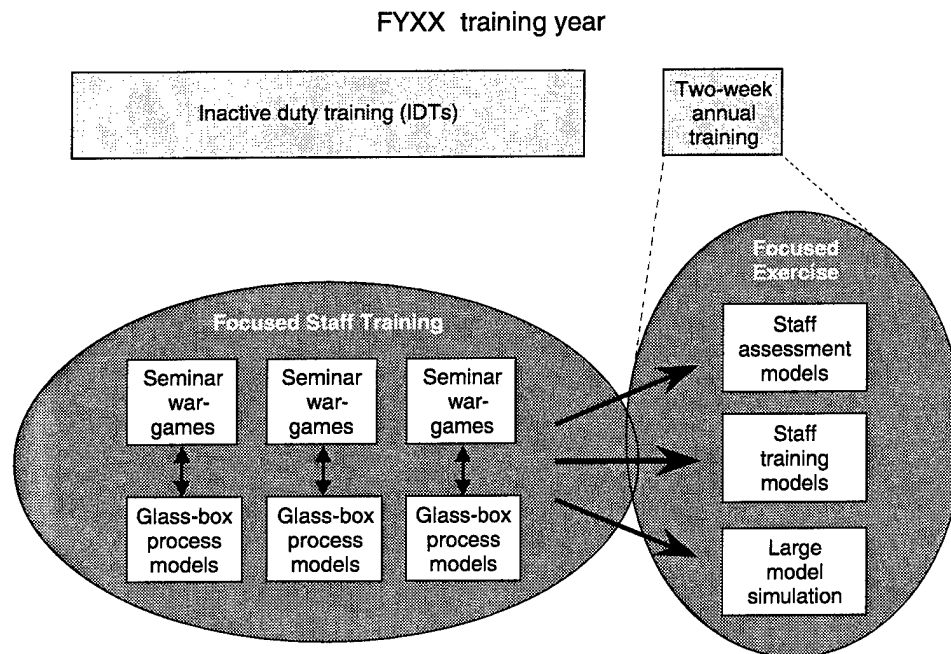 FYXX training year
Inactive duty training (IDTs)
Two-week
annual
training
Focused
Exercise
Focused Staff Training
Seminar
war-
games
Seminar
war-
games
Seminar
war-
games
Glass-box
process
models
Glass-box
process
models
Glass-box
process
models
Staff
assessment
models
Staff
training
models
Large
model
simulation